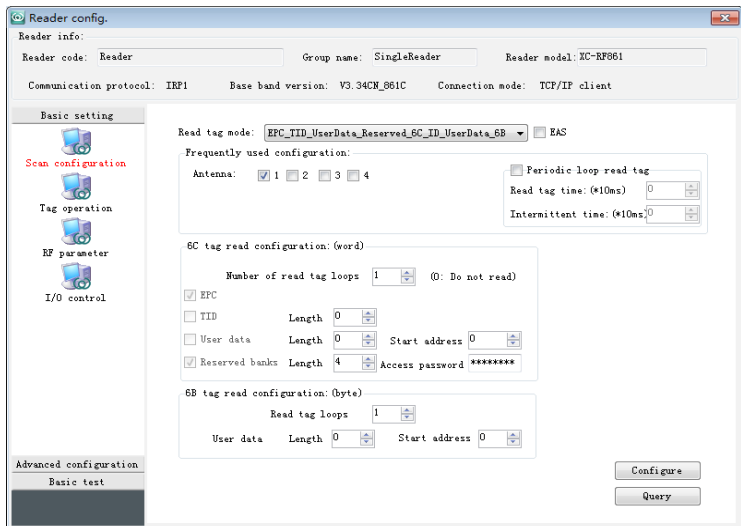 Reader config.
Reader info:
Reader code: Reader Group name: SingleReader Reader model: XC-RF861
Communication protocol: IRP1 Base band version: V3.34CN_861C Connection mode: TCP/IP client
Basic setting
Scan configuration
Tag operation
RF parameter
I/O control
Advanced configuration
Basic test
Read tag mode: EPC_TID_UserData_Reserved_6C_ID_UserData_6B EAS
Frequently used configuration:
Antenna: 1 2 3 4
Periodic loop read tag
Read tag time: (*10ms) 0
Intermittent time: (*10ms) 0
6C tag read configuration: (word)
Number of read tag loops 1 (0: Do not read)
EPC
TID Length 0
User data Length 0 Start address 0
Reserved banks Length 4 Access password ********
6B tag read configuration: (byte)
Read tag loops 1
User data Length 0 Start address 0
Configure
Query